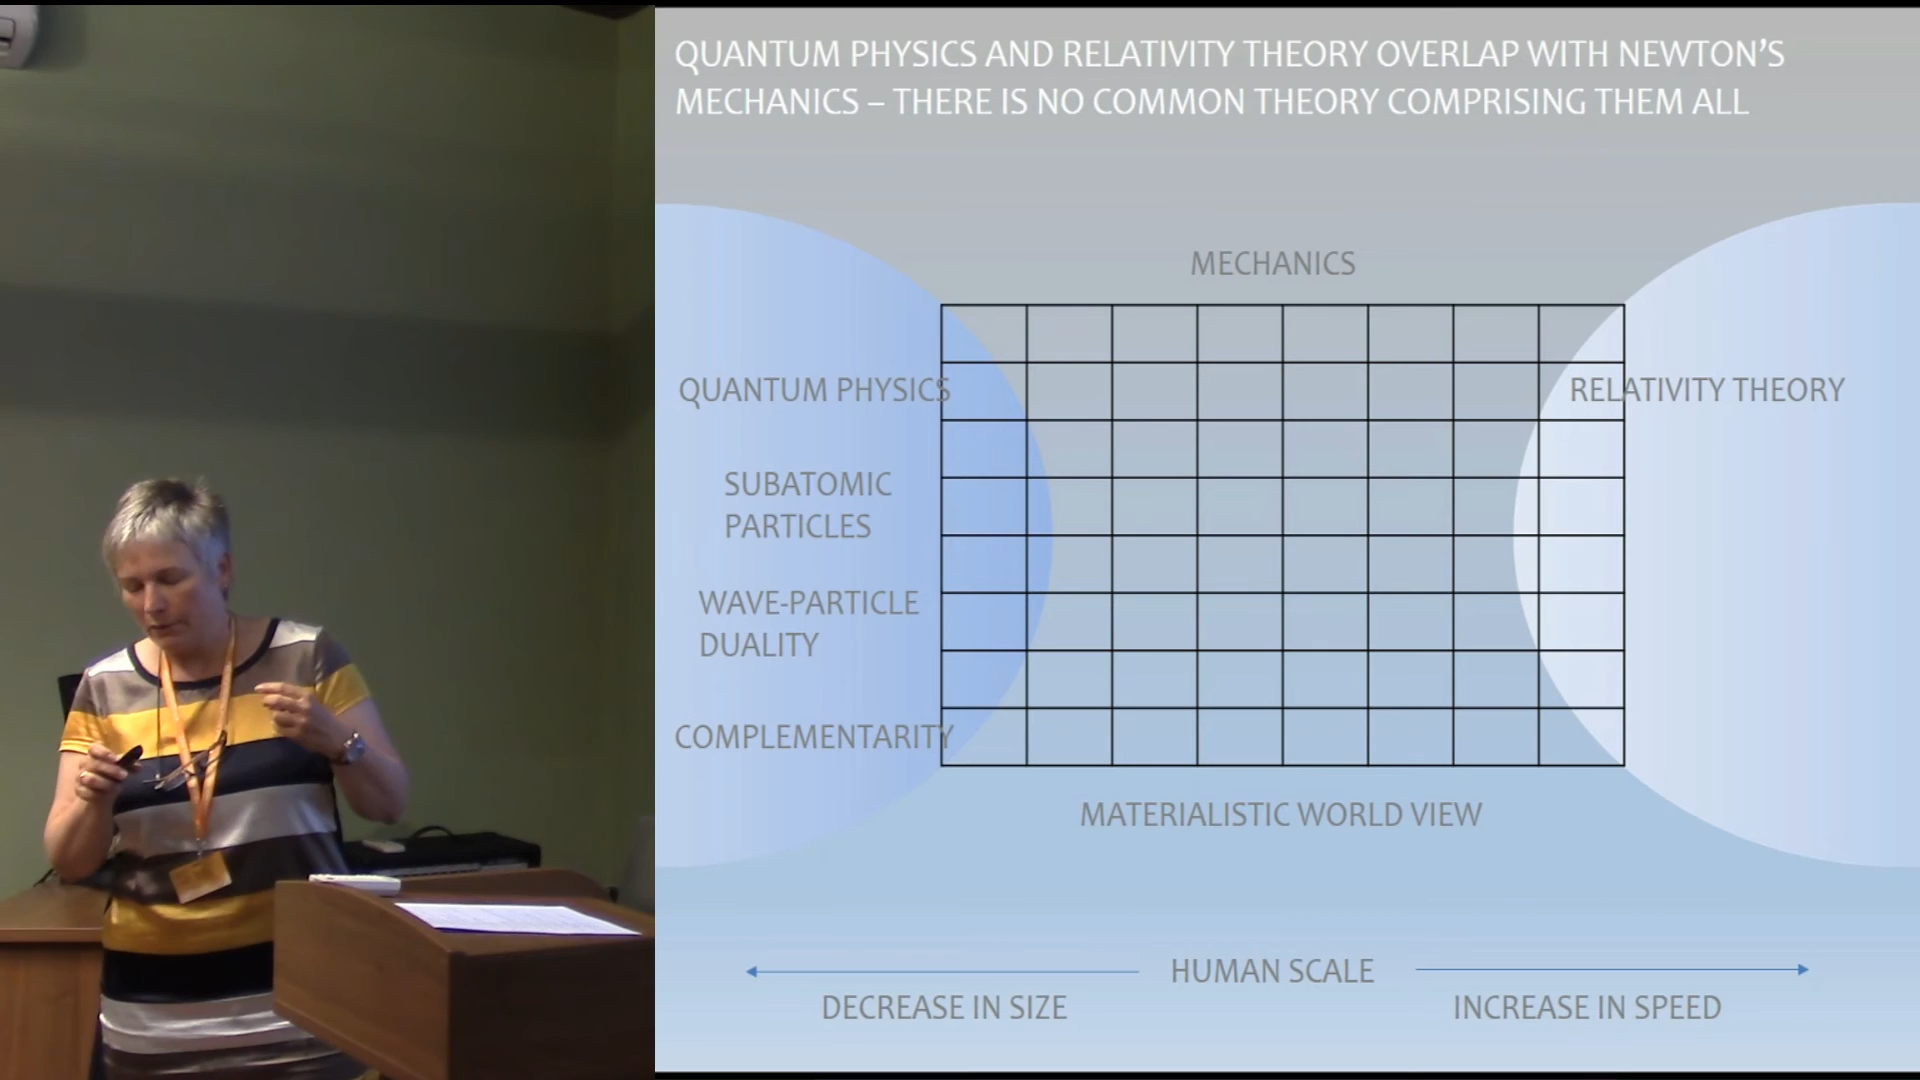 QUANTUM PHYSICS AND RELATIVITY THEORY OVERLAP WITH NEWTON'S
MECHANICS – THERE IS NO COMMON THEORY COMPRISING THEM ALL
MECHANICS
QUANTUM PHYSICS
RELATIVITY THEORY
SUBATOMIC
PARTICLES
WAVE-PARTICLE
DUALITY
COMPLEMENTARITY
MATERIALISTIC WORLD VIEW
HUMAN SCALE
DECREASE IN SIZE
INCREASE IN SPEED